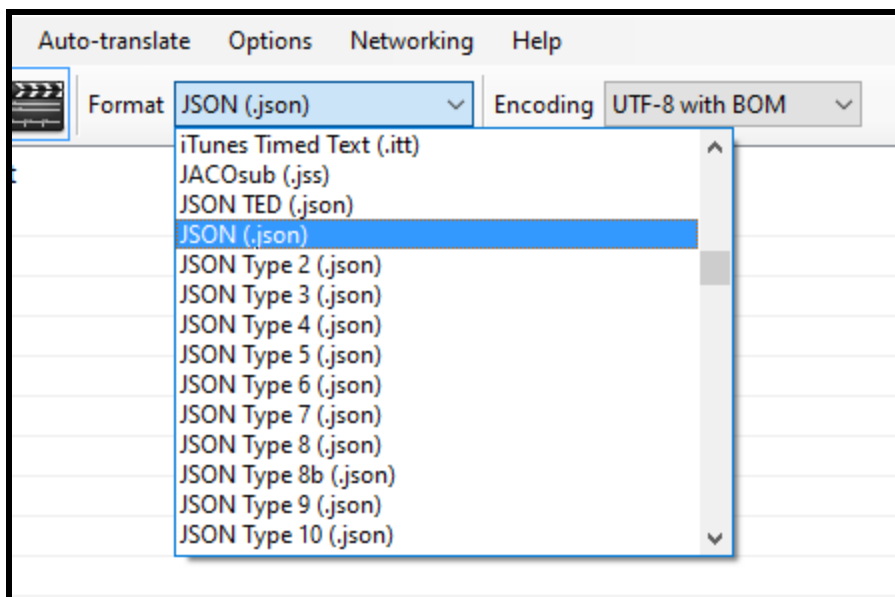 Auto-translate Options Networking Help
Format JSON (.json) Encoding UTF-8 with BOM
iTunes Timed Text (.itt)
JACOsub (.jss)
JSON TED (.json)
JSON (.json)
JSON Type 2 (.json)
JSON Type 3 (.json)
JSON Type 4 (.json)
JSON Type 5 (.json)
JSON Type 6 (.json)
JSON Type 7 (.json)
JSON Type 8 (.json)
JSON Type 8b (.json)
JSON Type 9 (.json)
JSON Type 10 (.json)